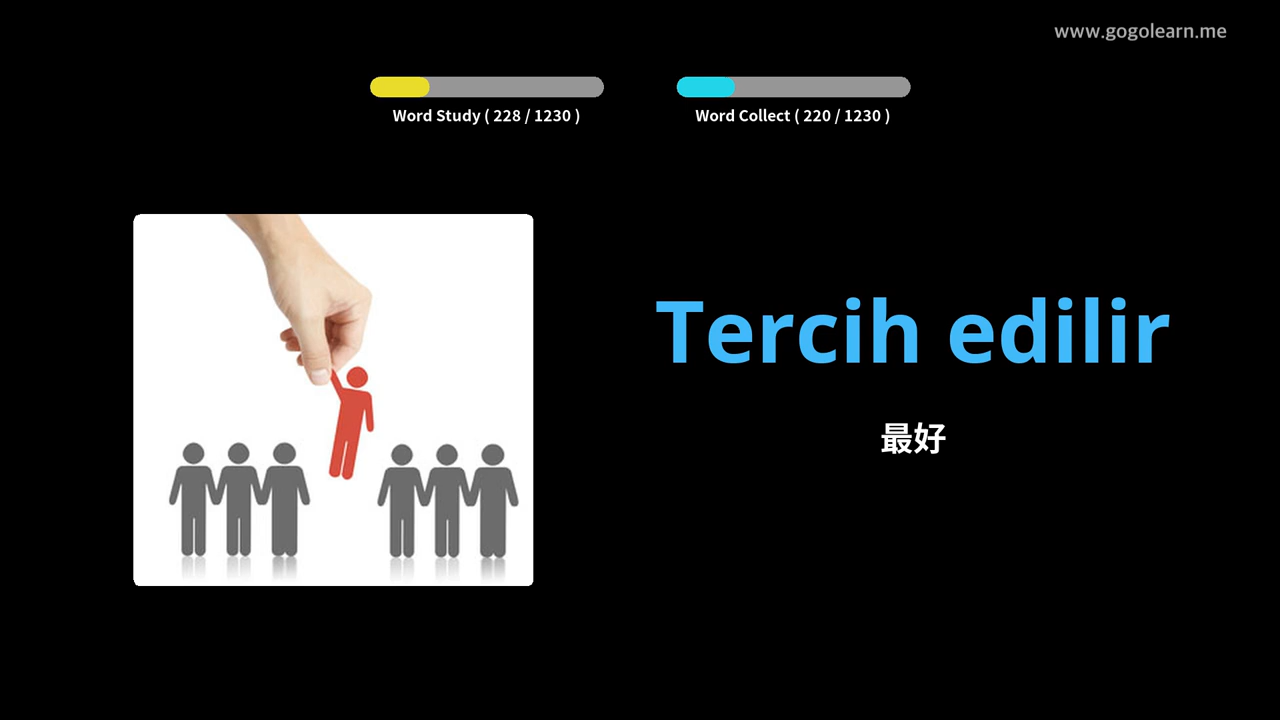 www.gogolearn.me
Word Study ( 228 / 1230 )
Word Collect ( 220 / 1230 )
Tercih edilir
最好